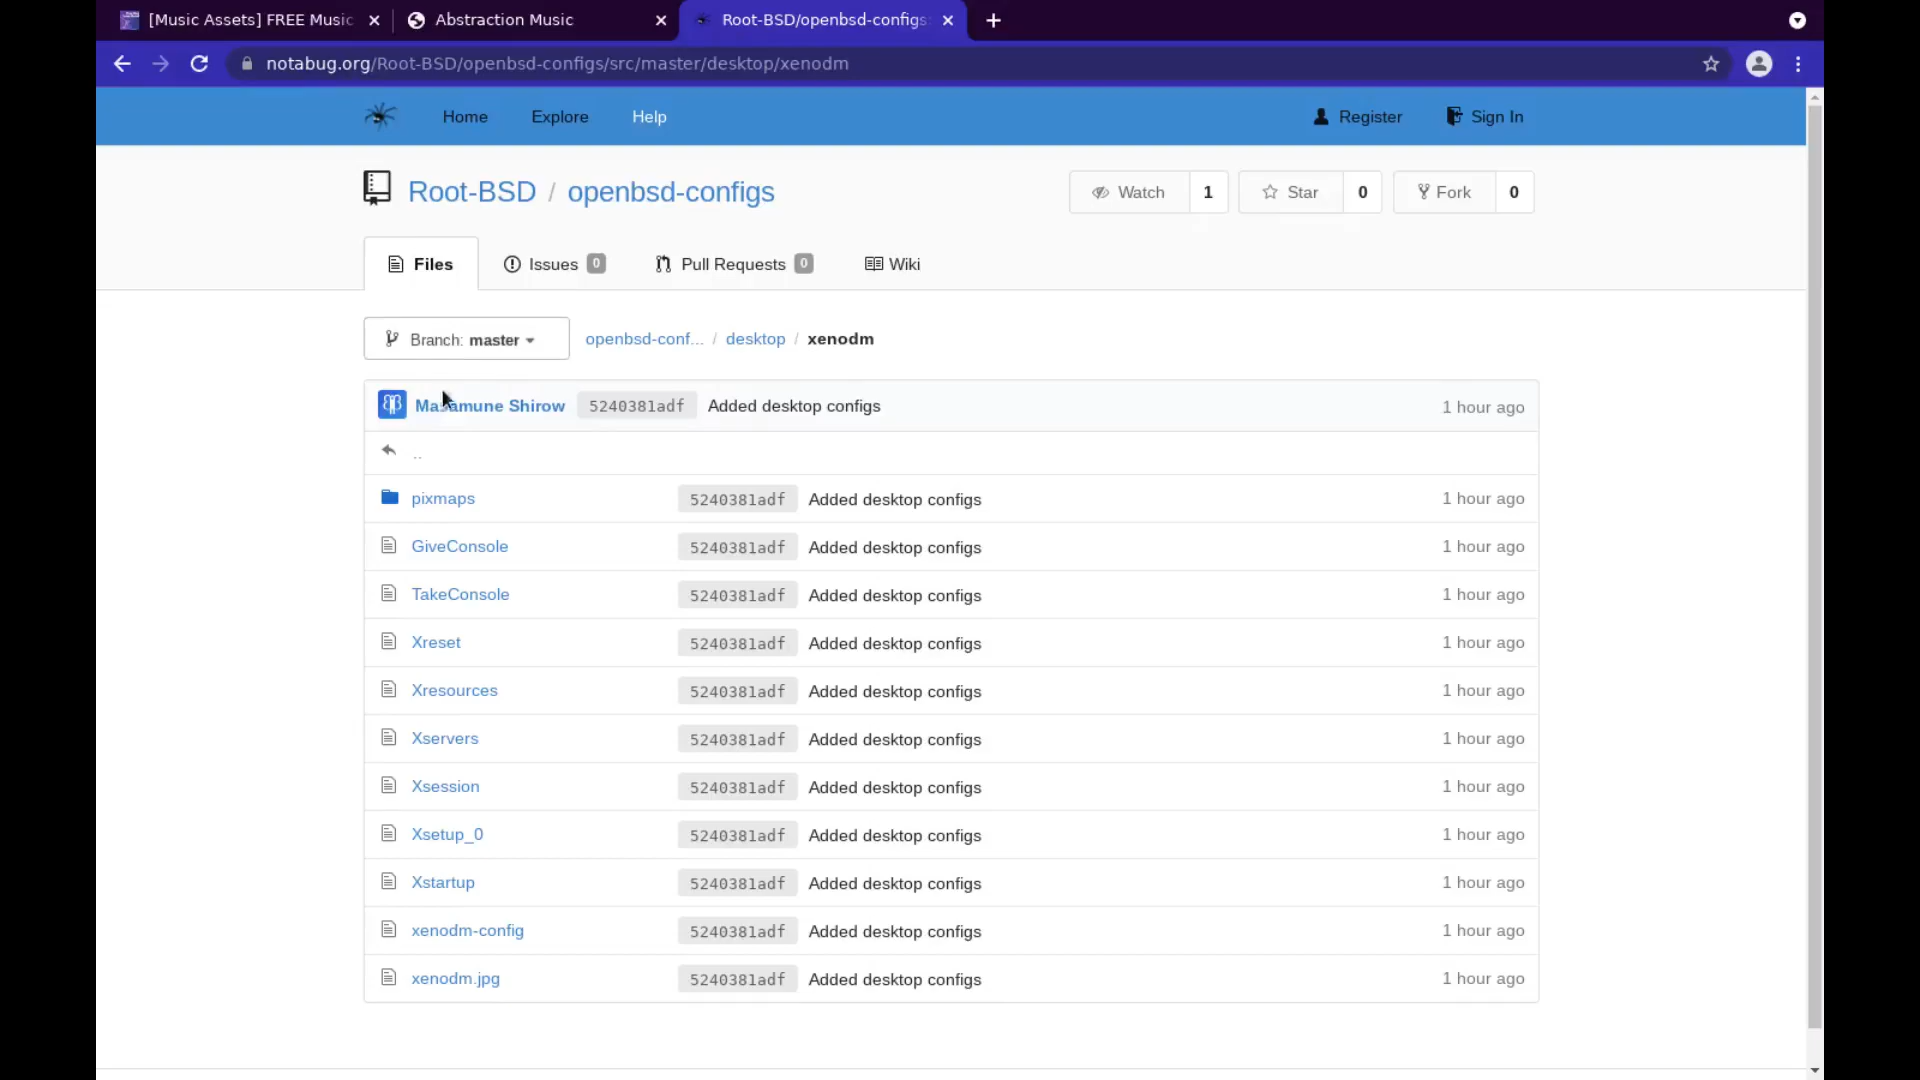 [Music Assets] FREE Music
Abstraction Music
Root-BSD/openbsd-configs
notabug.org/Root-BSD/openbsd-configs/src/master/desktop/xenodm
Home Explore Help Register Sign In
Root-BSD / openbsd-configs Watch 1 Star 0 Fork 0
Files Issues 0 Pull Requests 0 Wiki
Branch: master openbsd-conf... / desktop / xenodm
Masamune Shirow 5240381adf Added desktop configs 1 hour ago
..
pixmaps 5240381adf Added desktop configs 1 hour ago
GiveConsole 5240381adf Added desktop configs 1 hour ago
TakeConsole 5240381adf Added desktop configs 1 hour ago
Xreset 5240381adf Added desktop configs 1 hour ago
Xresources 5240381adf Added desktop configs 1 hour ago
Xservers 5240381adf Added desktop configs 1 hour ago
Xsession 5240381adf Added desktop configs 1 hour ago
Xsetup_0 5240381adf Added desktop configs 1 hour ago
Xstartup 5240381adf Added desktop configs 1 hour ago
xenodm-config 5240381adf Added desktop configs 1 hour ago
xenodm.jpg 5240381adf Added desktop configs 1 hour ago